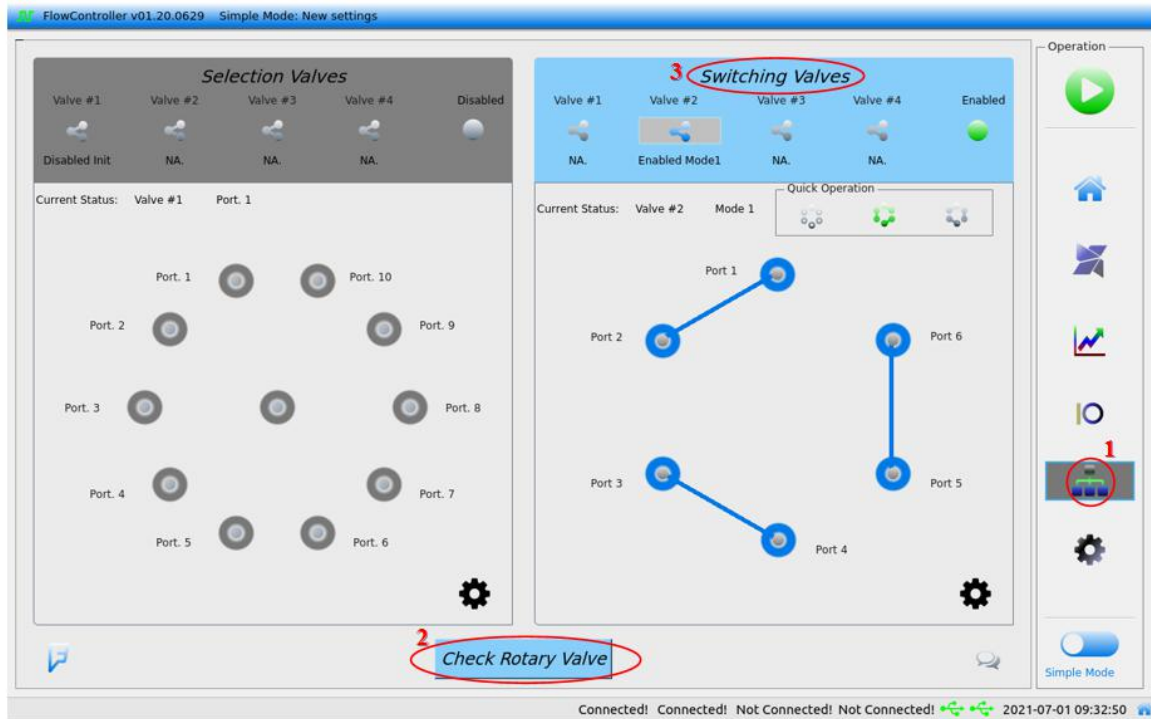 FlowController v01.20.0629 Simple Mode: New settings
Operation
Selection Valves
Valve #1 Valve #2 Valve #3 Valve #4 Disabled
Disabled Init NA. NA. NA.
Current Status: Valve #1 Port. 1
Port. 1 Port. 10
Port. 2 Port. 9
Port. 3 Port. 8
Port. 4 Port. 7
Port. 5 Port. 6
3 Switching Valves
Valve #1 Valve #2 Valve #3 Valve #4 Enabled
NA. Enabled Mode1 NA. NA.
Quick Operation
Current Status: Valve #2 Mode 1
Port 1
Port 2 Port 6
Port 3 Port 5
Port 4
IO
1
2
Check Rotary Valve
Simple Mode
Connected! Connected! Not Connected! Not Connected! 2021-07-01 09:32:50